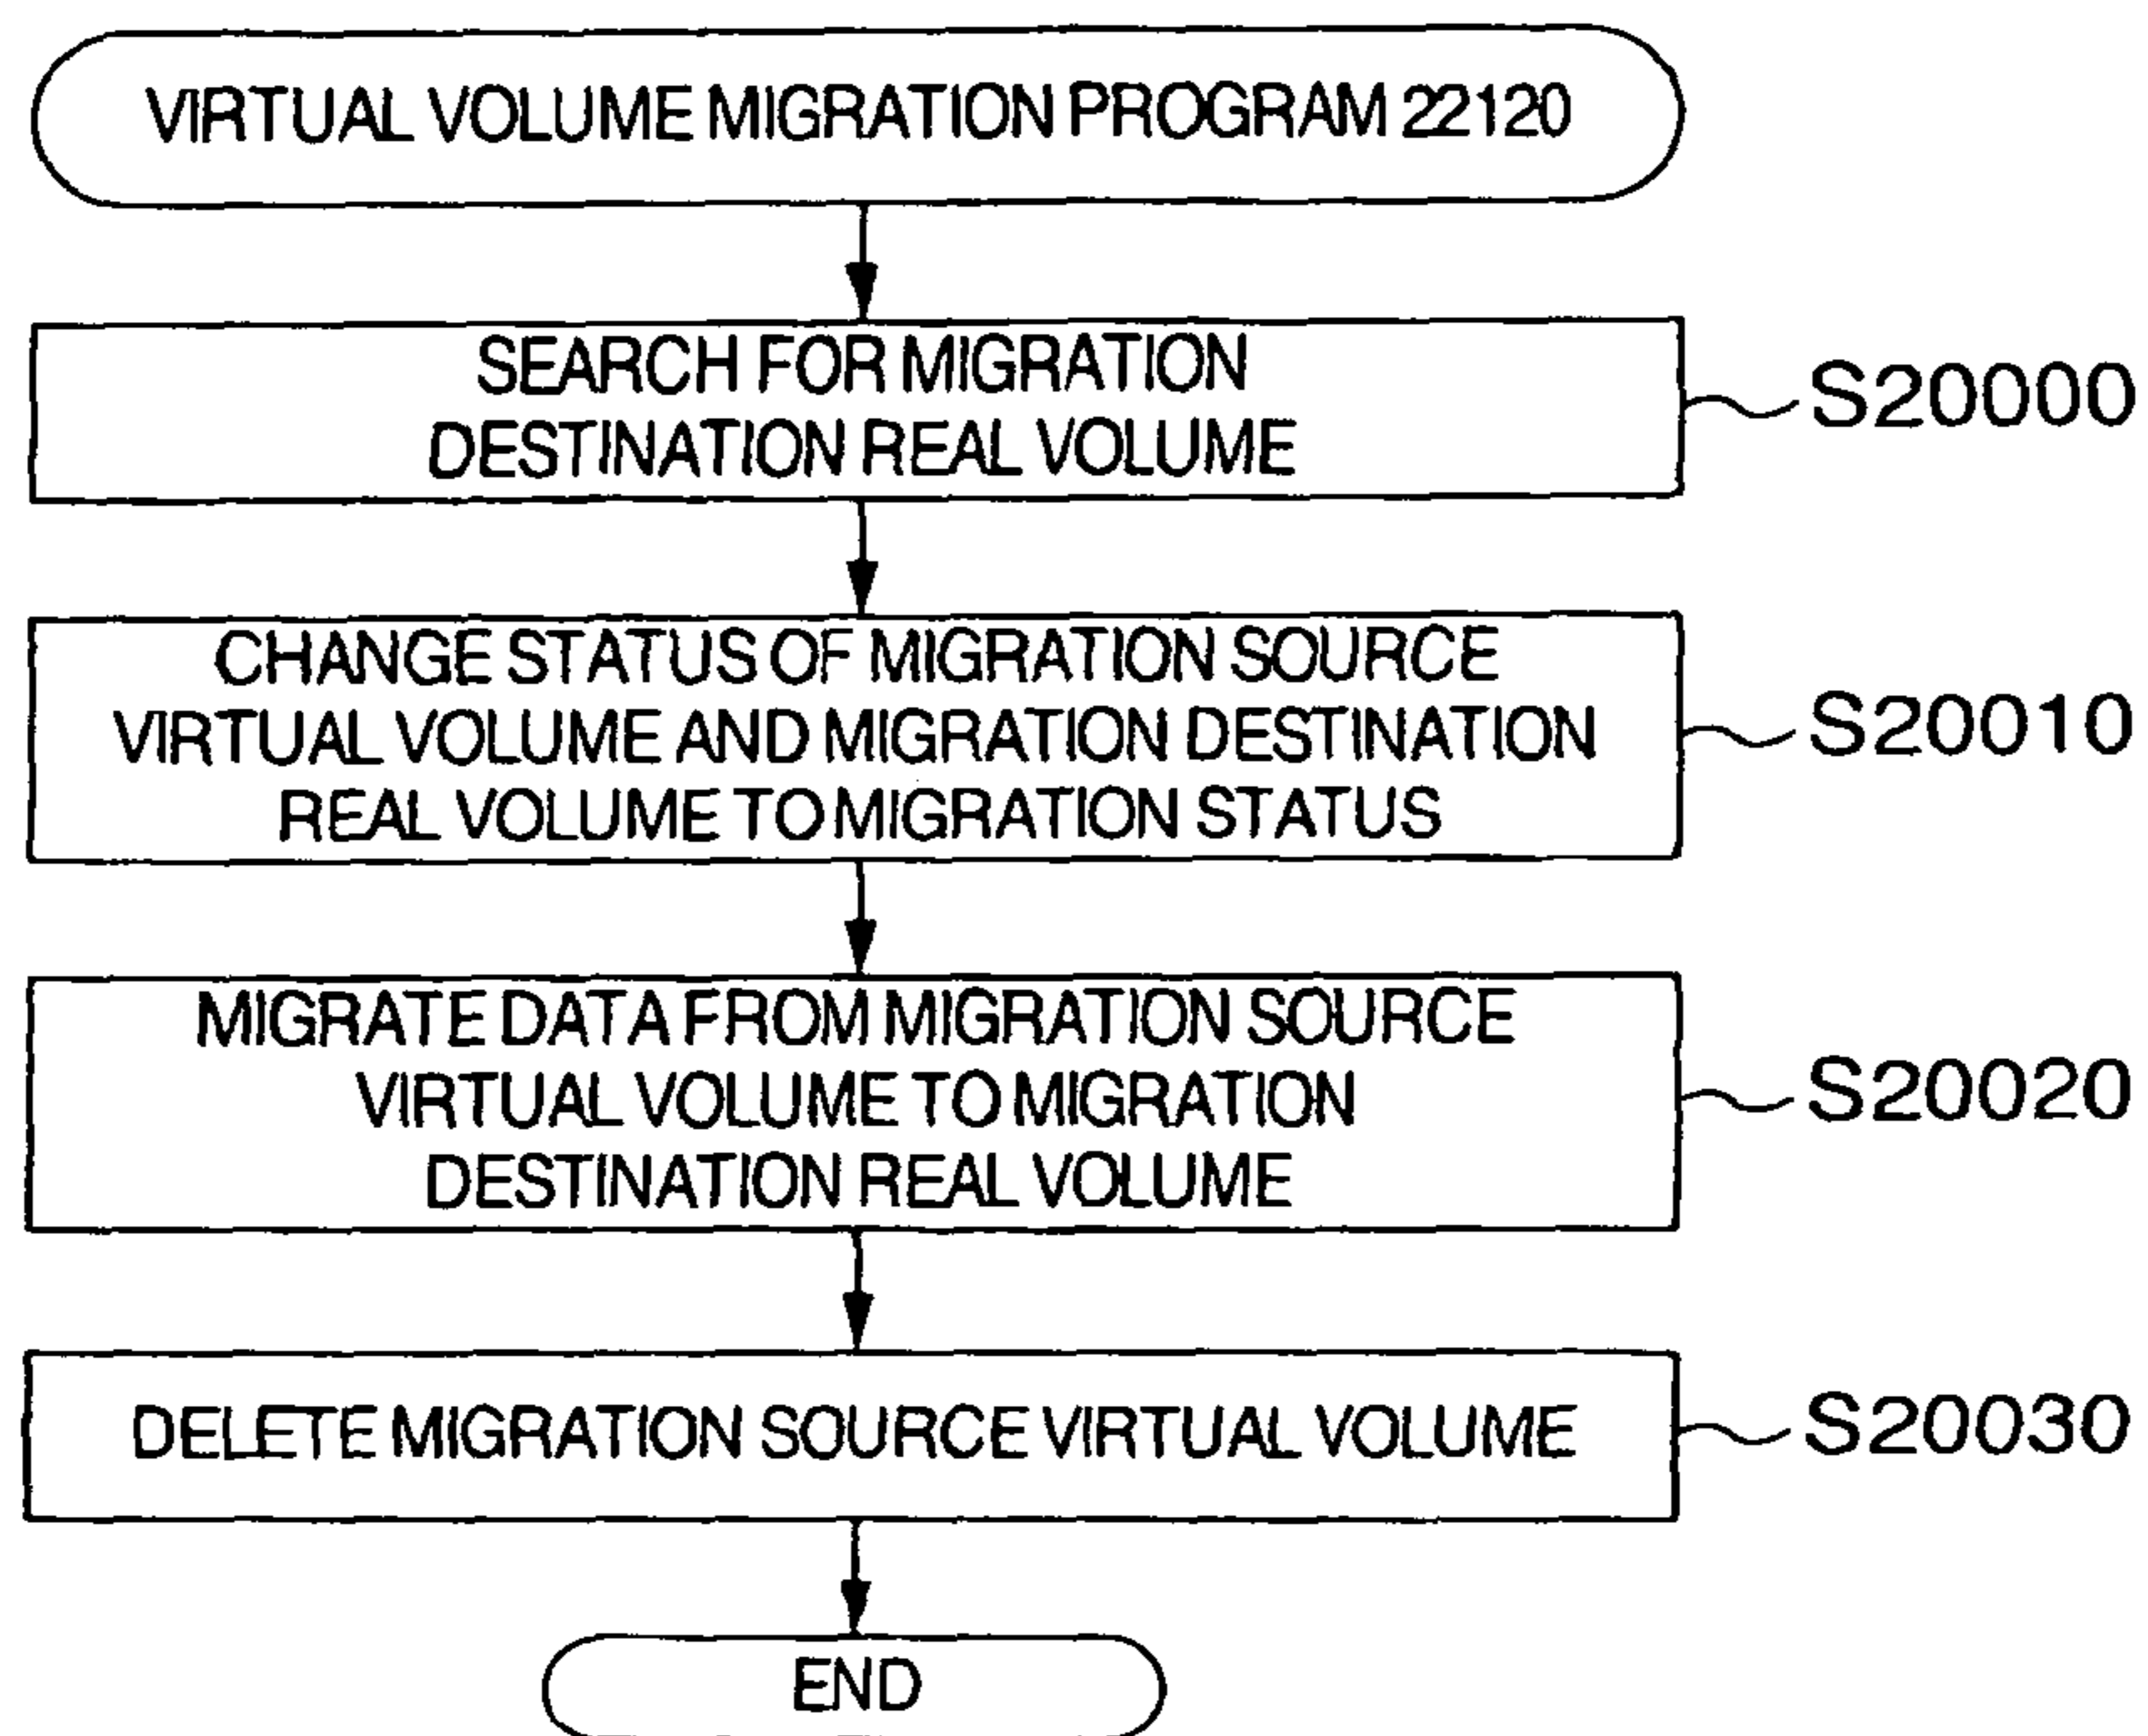 VIRTUAL VOLUME MIGRATION PROGRAM 22120
SEARCH FOR MIGRATION
DESTINATION REAL VOLUME
S20000
CHANGE STATUS OF MIGRATION SOURCE
VIRTUAL VOLUME AND MIGRATION DESTINATION
REAL VOLUME TO MIGRATION STATUS
S20010
MIGRATE DATA FROM MIGRATION SOURCE
VIRTUAL VOLUME TO MIGRATION
DESTINATION REAL VOLUME
S20020
DELETE MIGRATION SOURCE VIRTUAL VOLUME
S20030
END